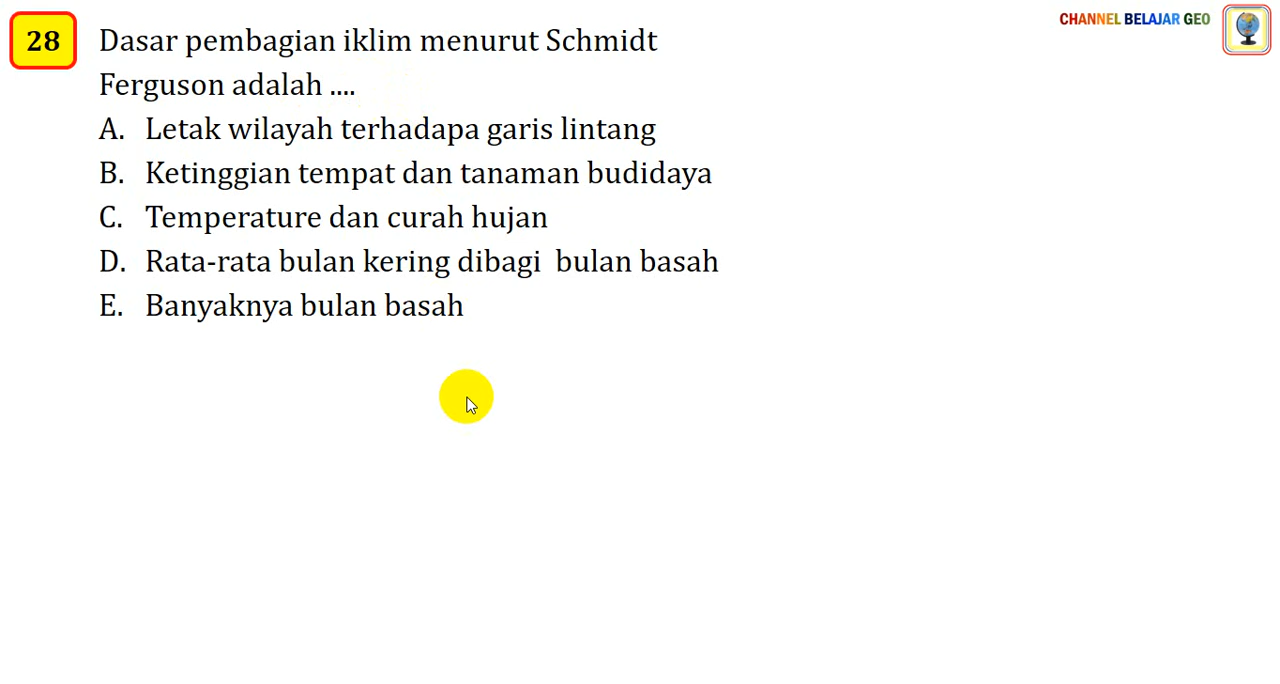 CHANNEL BELAJAR GEO
28
Dasar pembagian iklim menurut Schmidt
Ferguson adalah ....
A. Letak wilayah terhadapa garis lintang
B. Ketinggian tempat dan tanaman budidaya
C. Temperature dan curah hujan
D. Rata-rata bulan kering dibagi  bulan basah
E. Banyaknya bulan basah